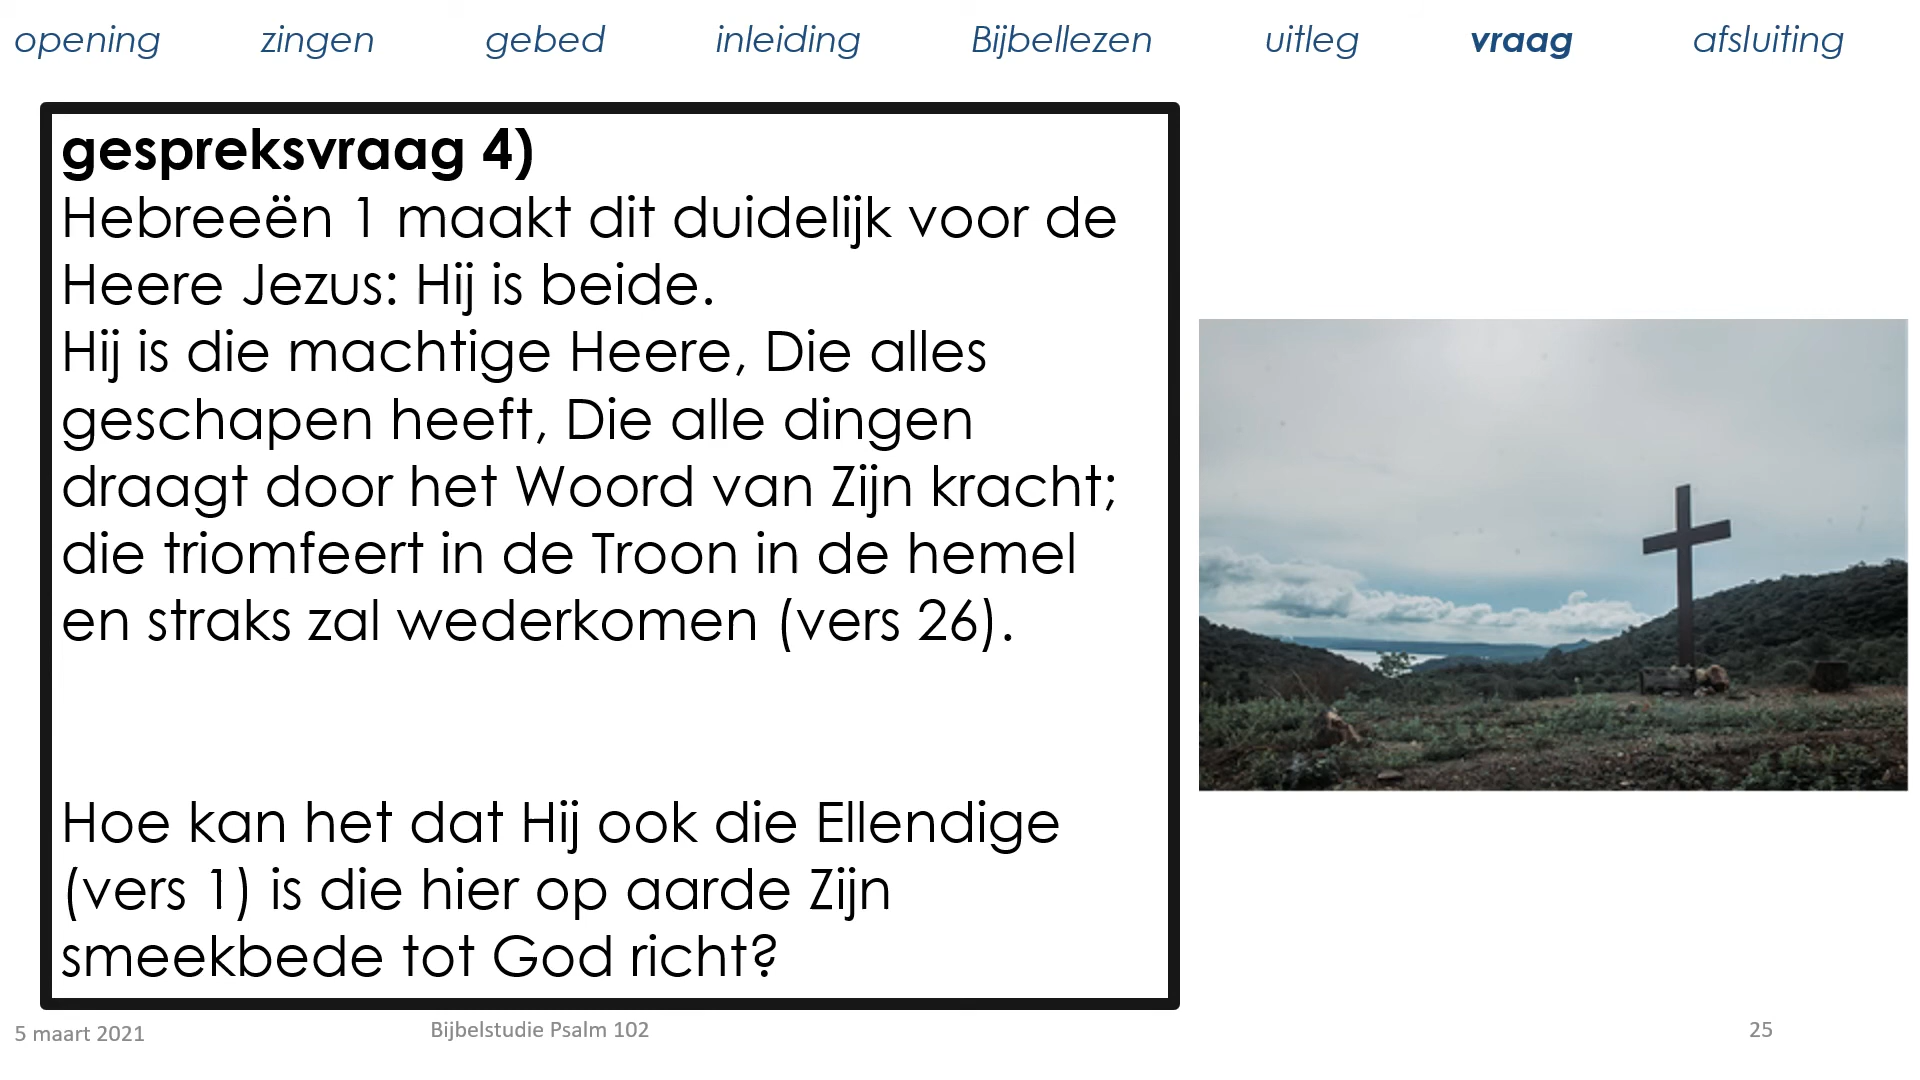 opening zingen gebed inleiding Bijbellezen uitleg vraag afsluiting
gespreksvraag 4)
Hebreeën 1 maakt dit duidelijk voor de
Heere Jezus: Hij is beide.
Hij is die machtige Heere, Die alles
geschapen heeft, Die alle dingen
draagt door het Woord van Zijn kracht;
die triomfeert in de Troon in de hemel
en straks zal wederkomen (vers 26).
Hoe kan het dat Hij ook die Ellendige
(vers 1) is die hier op aarde Zijn
smeekbede tot God richt?
5 maart 2021 Bijbelstudie Psalm 102 25